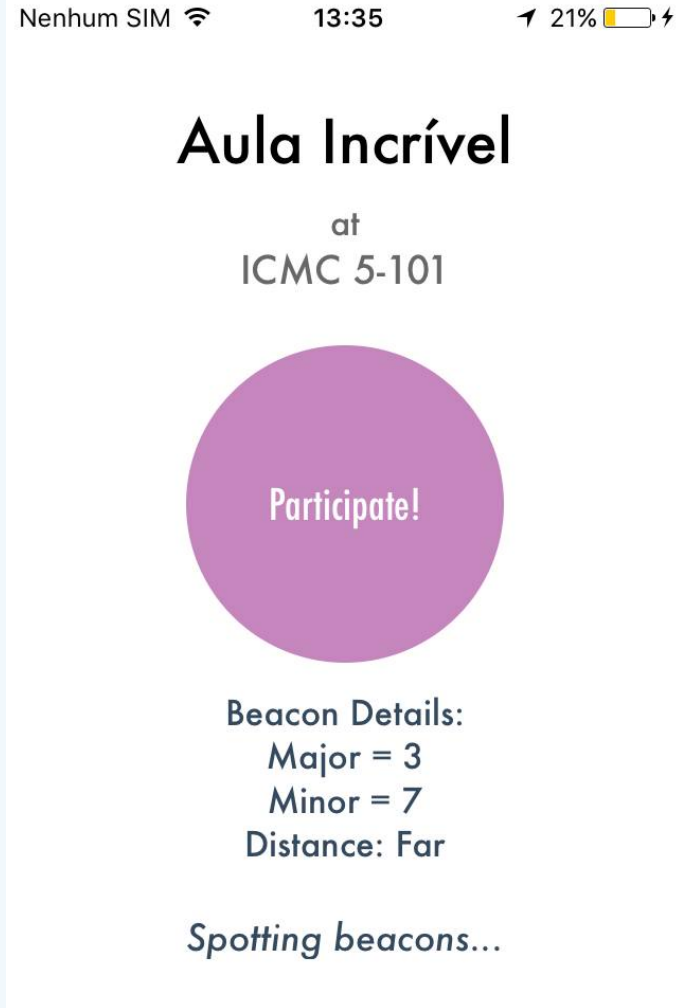 Nenhum SIM 13:35 21%
Aula Incrível
at
ICMC 5-101
Participate!
Beacon Details:
Major = 3
Minor = 7
Distance: Far
Spotting beacons...